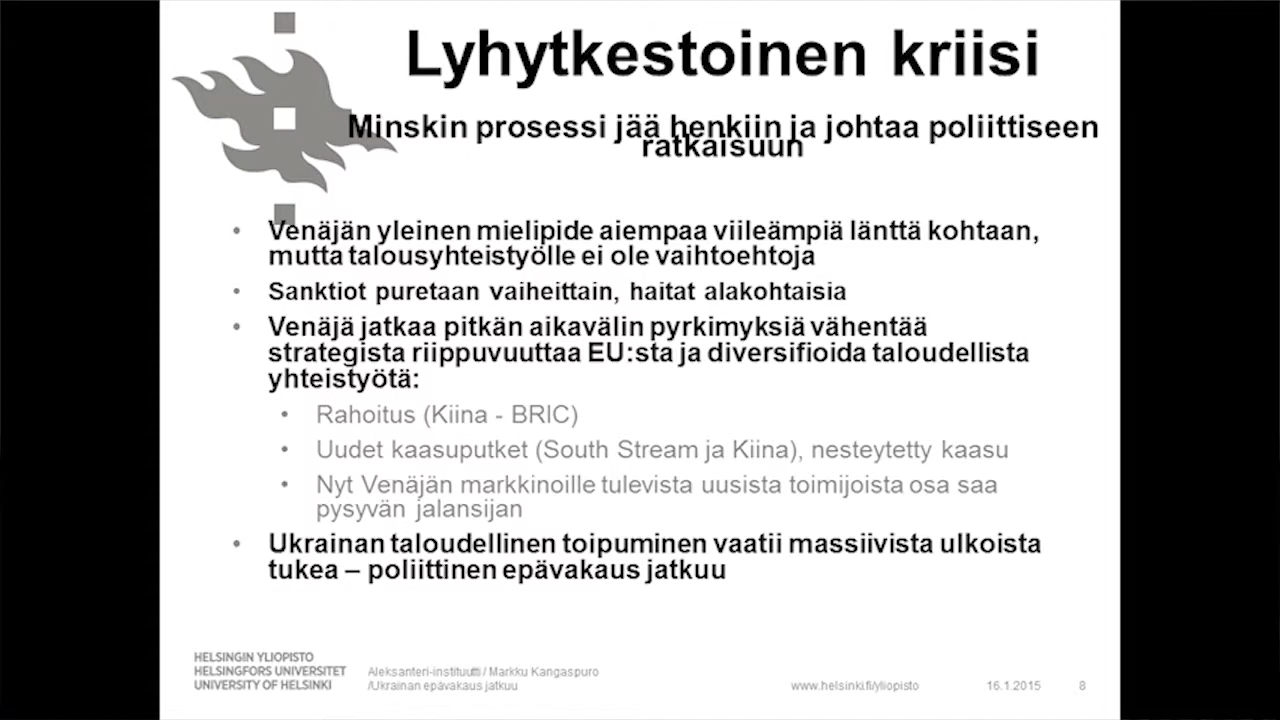 Lyhytkestoinen kriisi
Minskin prosessi jää henkiin ja johtaa poliittiseen
ratkaisuun
• Venäjän yleinen mielipide aiempaa viileämpiä länttä kohtaan,
mutta talousyhteistyölle ei ole vaihtoehtoja
• Sanktiot puretaan vaiheittain, haitat alakohtaisia
• Venäjä jatkaa pitkän aikavälin pyrkimyksiä vähentää
strategista riippuvuuttaa EU:sta ja diversifioida taloudellista
yhteistyötä:
• Rahoitus (Kiina - BRIC)
• Uudet kaasuputket (South Stream ja Kiina), nesteytetty kaasu
• Nyt Venäjän markkinoille tulevista uusista toimijoista osa saa
pysyvän jalansijan
• Ukrainan taloudellinen toipuminen vaatii massiivista ulkoista
tukea – poliittinen epävakaus jatkuu
HELSINGIN YLIOPISTO
HELSINGFORS UNIVERSITET
UNIVERSITY OF HELSINKI
Aleksanteri-instituutti / Markku Kangaspuro
/Ukrainan epävakaus jatkuu
www.helsinki.fi/yliopisto
16.1.2015
8